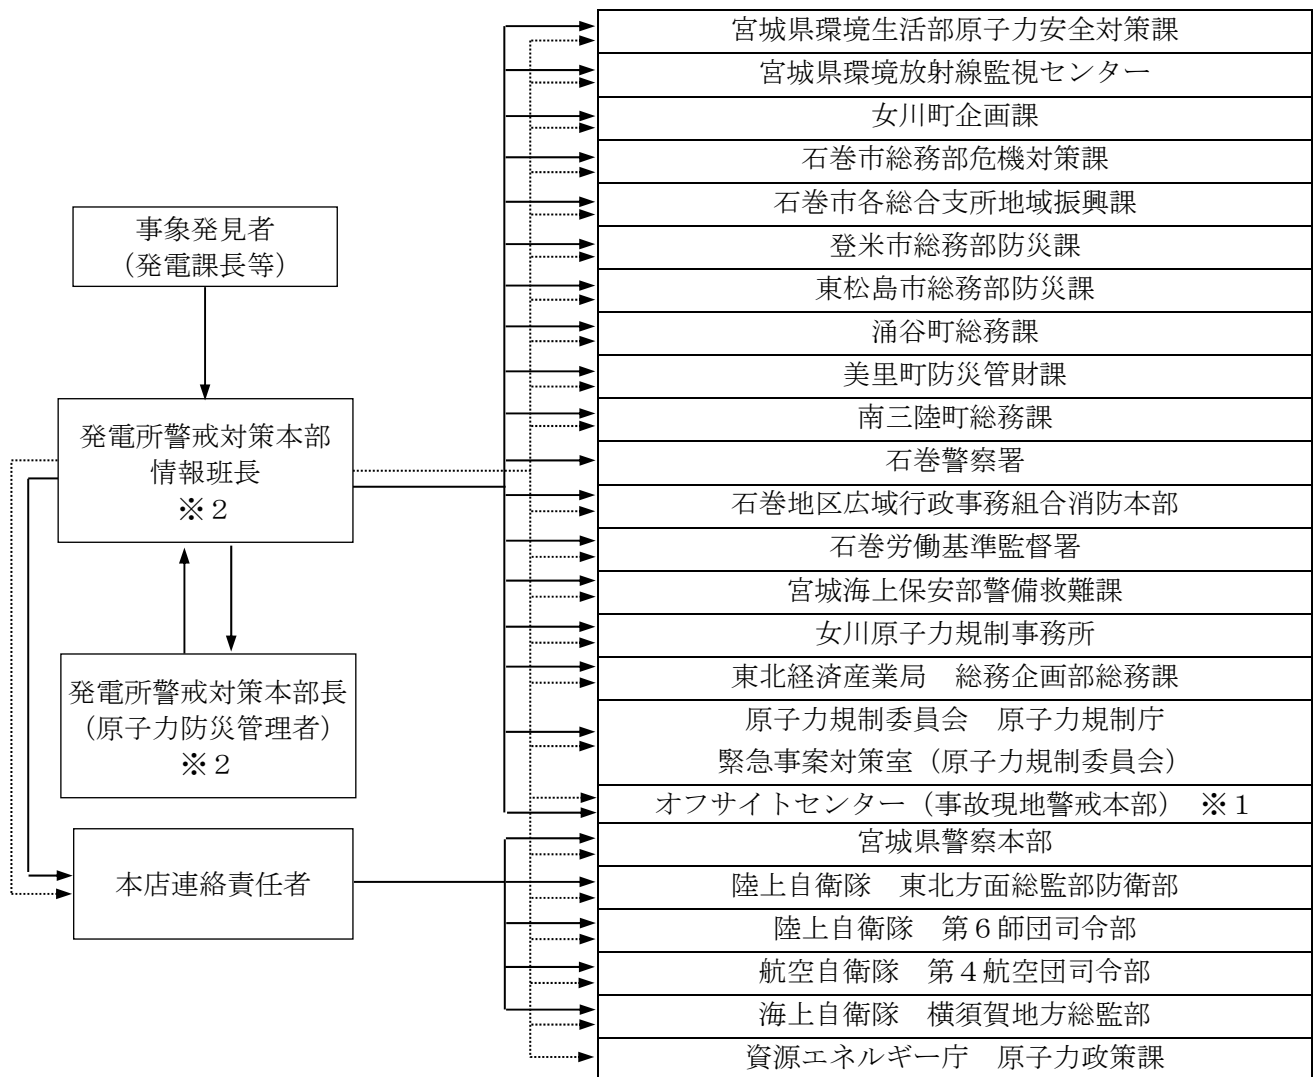 事象発見者
(発電課長等)
発電所警戒対策本部
情報班長
※2
発電所警戒対策本部長
(原子力防災管理者)
※2
本店連絡責任者
宮城県環境生活部原子力安全対策課
宮城県環境放射線監視センター
女川町企画課
石巻市総務部危機対策課
石巻市各総合支所地域振興課
登米市総務部防災課
東松島市総務部防災課
涌谷町総務課
美里町防災管財課
南三陸町総務課
石巻警察署
石巻地区広域行政事務組合消防本部
石巻労働基準監督署
宮城海上保安部警備救難課
女川原子力規制事務所
東北経済産業局 総務企画部総務課
原子力規制委員会 原子力規制庁
緊急事案対策室(原子力規制委員会)
オフサイトセンター(事故現地警戒本部) ※1
宮城県警察本部
陸上自衛隊 東北方面総監部防衛部
陸上自衛隊 第6師団司令部
航空自衛隊 第4航空団司令部
海上自衛隊 横須賀地方総監部
資源エネルギー庁 原子力政策課